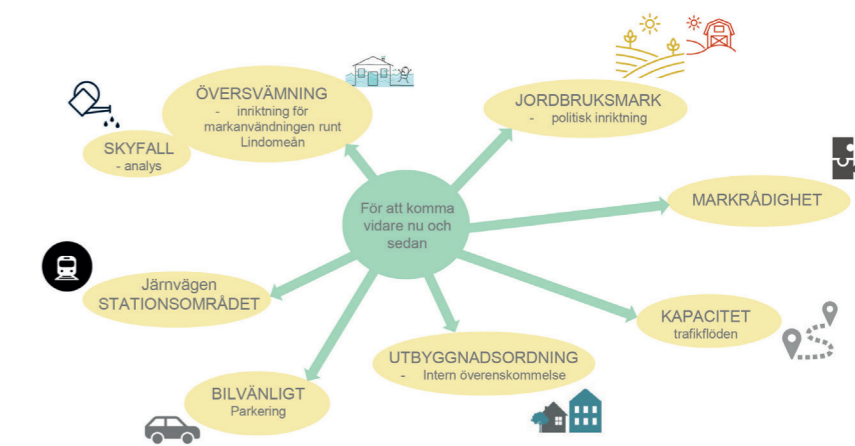 ÖVERSVÄMNING
- inriktning för
markanvändningen runt
Lindomeån
SKYFALL
- analys
JORDBRUKSMARK
- politisk inriktning
MARKRÅDIGHET
För att komma
vidare nu och
sedan
Järnvägen
STATIONSOMRÅDET
KAPACITET
trafikflöden
UTBYGGNADSORDNING
- Intern överenskommelse
BILVÄNLIGT
Parkering